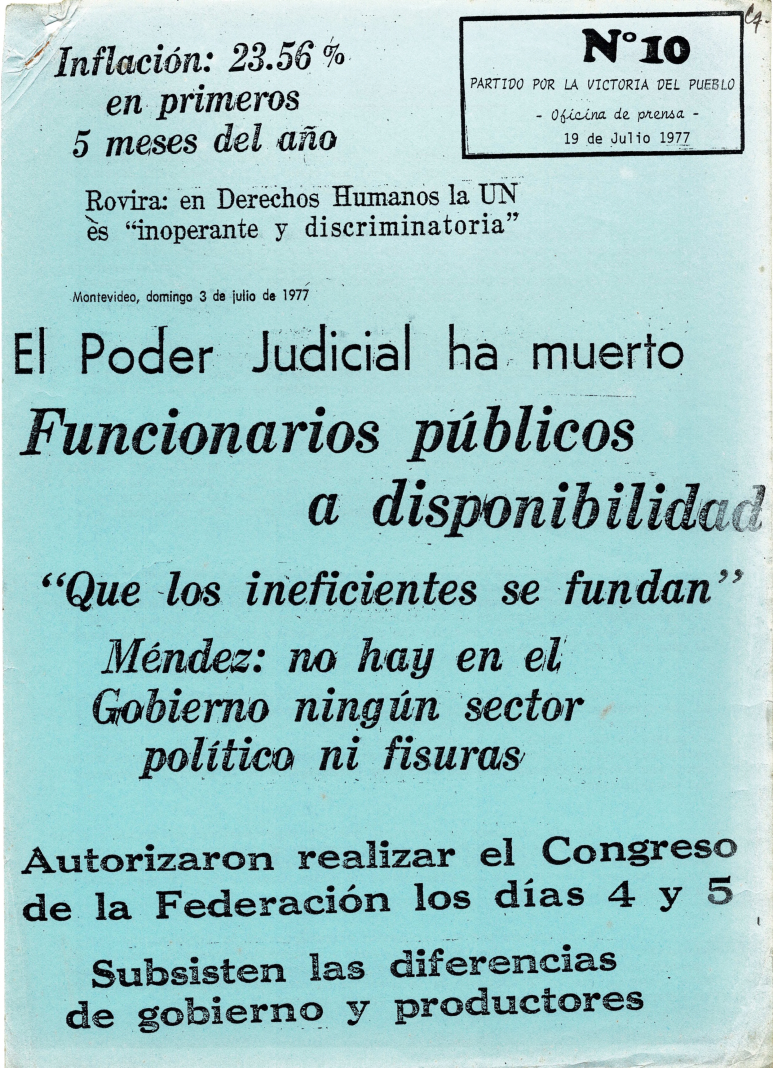 Inflación: 23.56 %
en primeros
5 meses del año
Nº10
PARTIDO POR LA VICTORIA DEL PUEBLO
- Oficina de prensa -
19 de Julio 1977
Rovira: en Derechos Humanos la UN
es “inoperante y discriminatoria”
Montevideo, domingo 3 de julio de 1977
El Poder Judicial ha muerto
Funcionarios públicos
a disponibilidad
“Que los ineficientes se fundan”
Méndez: no hay en el
Gobierno ningún sector
político ni fisuras
Autorizaron realizar el Congreso
de la Federación los días 4 y 5
Subsisten las diferencias
de gobierno y productores